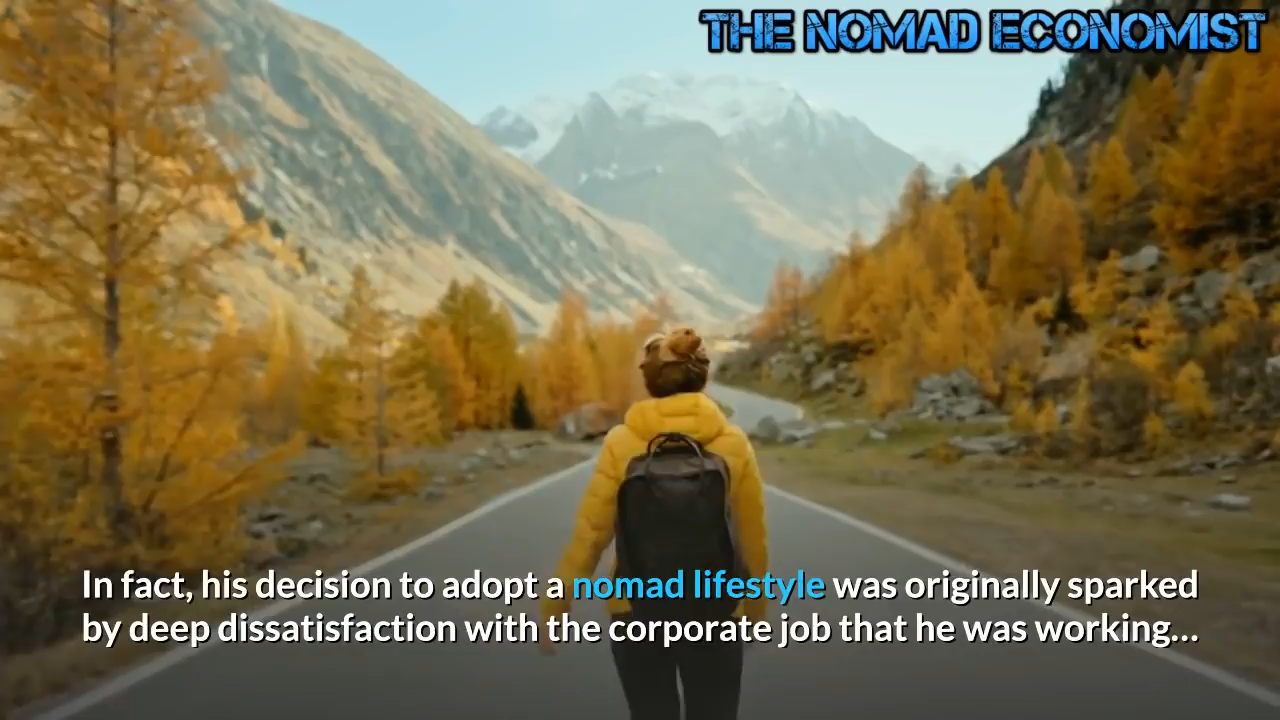 THE NOMAD ECONOMIST
In fact, his decision to adopt a nomad lifestyle was originally sparked
by deep dissatisfaction with the corporate job that he was working...